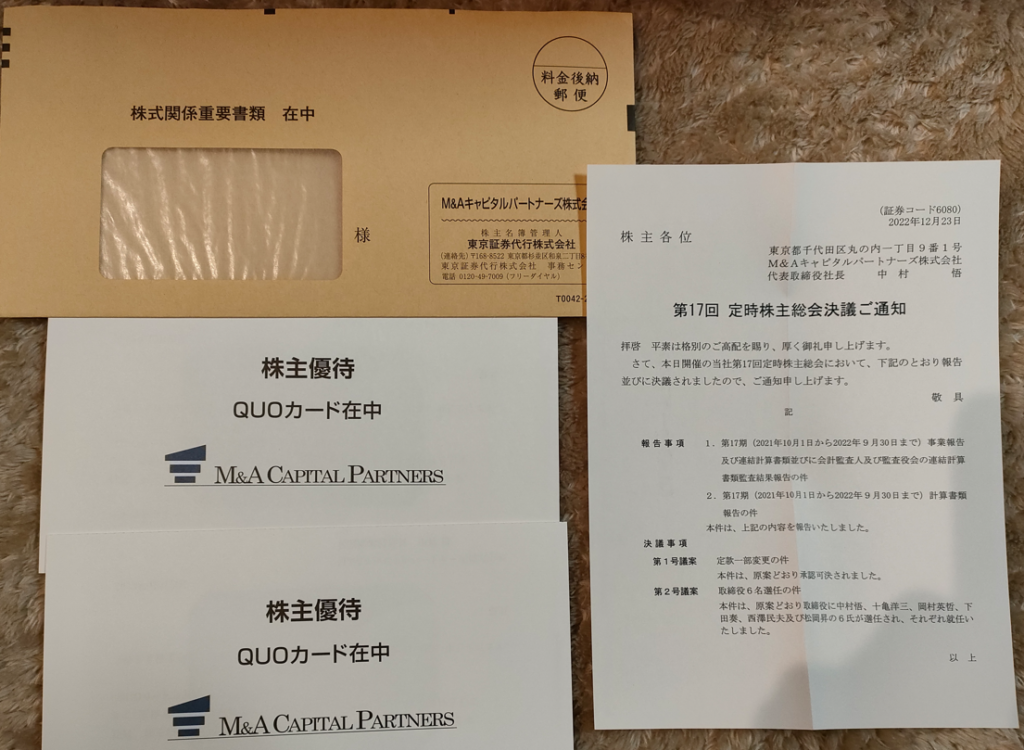 料金後納
郵便
株式関係重要書類 在中
様
M&Aキャピタルパートナーズ株式会
株主名簿管理人
東京証券代行株式会社
(連絡先)〒168-8522 東京都杉並区和泉二丁目8
東京証券代行株式会社 事務セン
電話 0120-49-7009 (フリーダイヤル)
T0042-2
株主優待
QUOカード在中
M&A CAPITAL PARTNERS
株主優待
QUOカード在中
M&A CAPITAL PARTNERS
(証券コード6080)
2022年12月23日
株主各位
東京都千代田区丸の内一丁目9番1号
M&Aキャピタルパートナーズ株式会社
代表取締役社長 中村 悟
第17回 定時株主総会決議ご通知
拝啓 平素は格別のご高配を賜り、厚く御礼申し上げます。
さて、本日開催の当社第17回定時株主総会において、下記のとおり報告
並びに決議されましたので、ご通知申し上げます。
敬具
記
報告事項 1. 第17期(2021年10月1日から2022年9月30日まで)事業報告
及び連結計算書類並びに会計監査人及び監査役会の連結計算
書類監査結果報告の件
2. 第17期(2021年10月1日から2022年9月30日まで)計算書類
報告の件
本件は、上記の内容を報告いたしました。
決議事項
第1号議案 定款一部変更の件
本件は、原案どおり承認可決されました。
第2号議案 取締役6名選任の件
本件は、原案どおり取締役に中村悟、十亀洋三、岡村英哲、下
田奏、西澤民夫及び松岡昇の6氏が選任され、それぞれ就任い
たしました。
以上